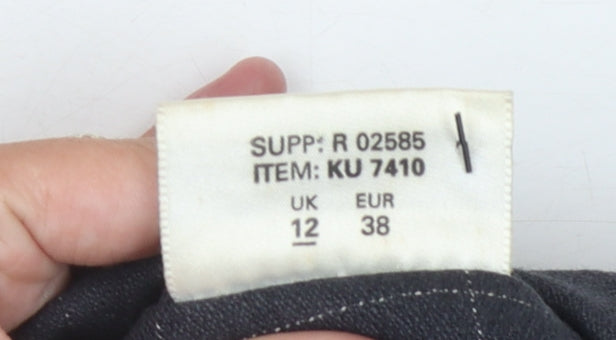 SUPP: R 02585
ITEM: KU 7410
UK EUR
12 38